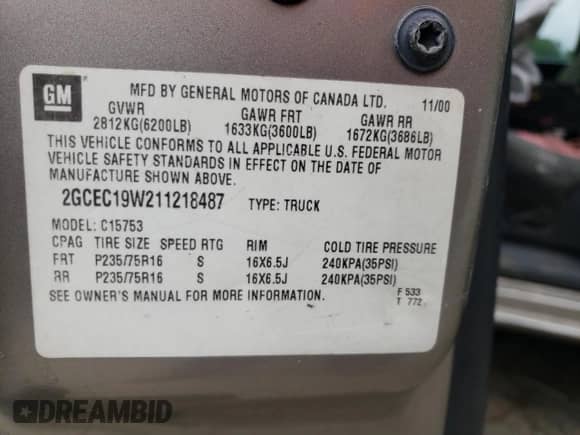 GM
MFD BY GENERAL MOTORS OF CANADA LTD. 11/00
GVWR GAWR FRT GAWR RR
2812KG(6200LB) 1633KG(3600LB) 1672KG(3686LB)
THIS VEHICLE CONFORMS TO ALL APPLICABLE U.S. FEDERAL MOTOR
VEHICLE SAFETY STANDARDS IN EFFECT ON THE DATE OF
MANUFACTURE SHOWN ABOVE.
2GCEC19W211218487 TYPE: TRUCK
MODEL: C15753
CPAG TIRE SIZE SPEED RTG RIM COLD TIRE PRESSURE
FRT P235/75R16 S 16X6.5J 240KPA(35PSI)
RR P235/75R16 S 16X6.5J 240KPA(35PSI)
SEE OWNER'S MANUAL FOR MORE INFORMATION.
F 533
T 772
DREAMBID